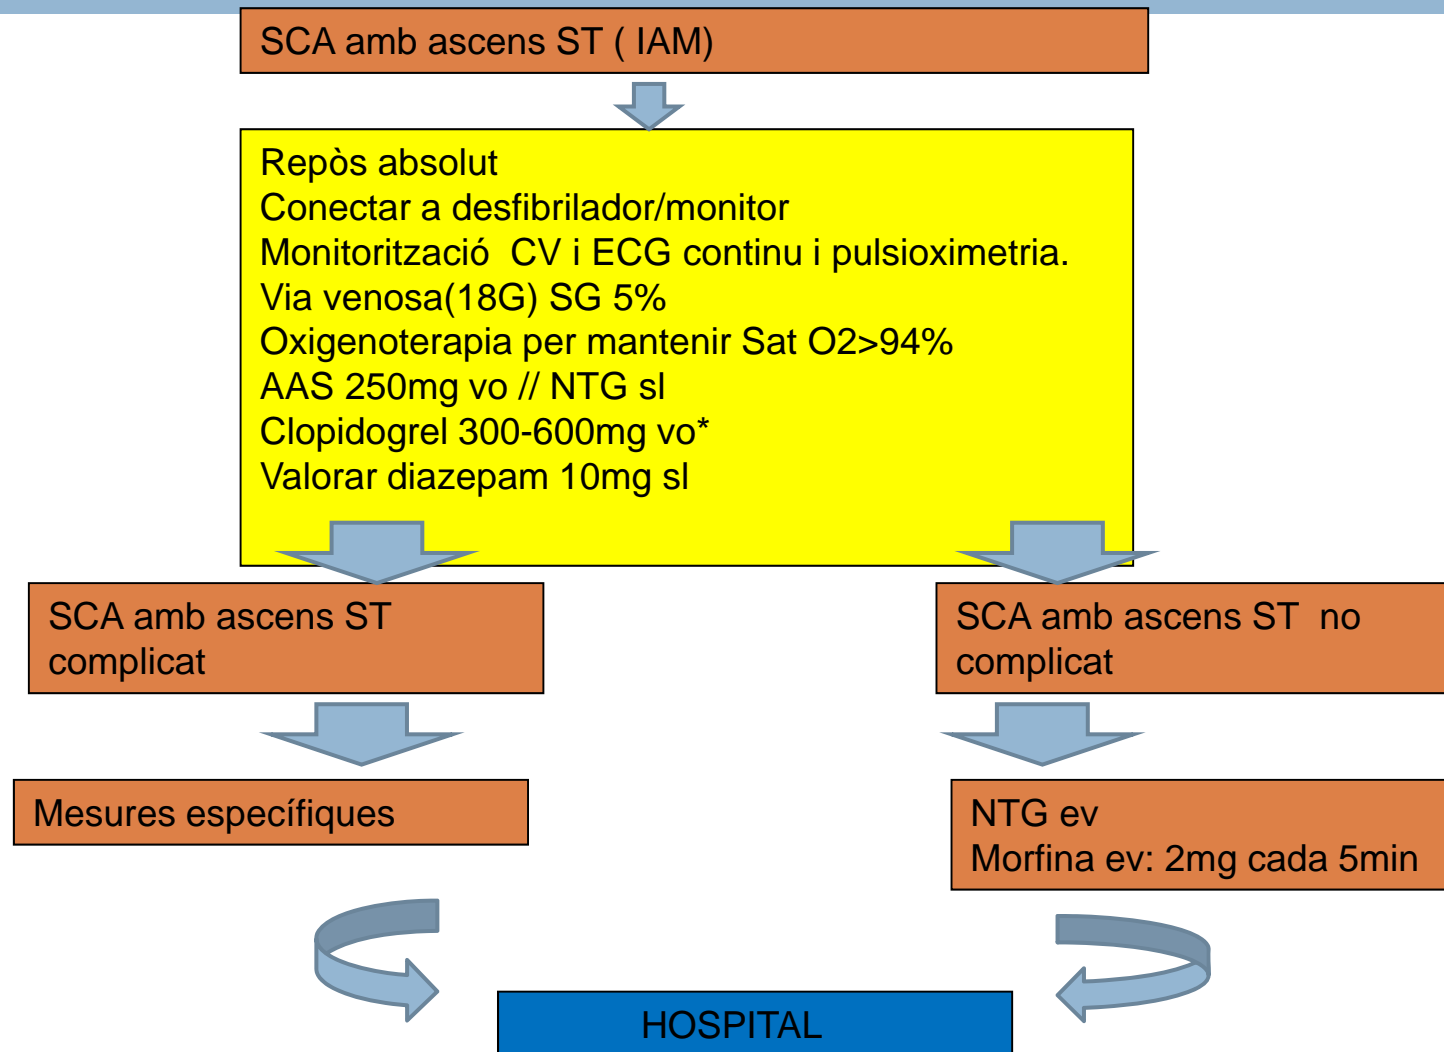 SCA amb ascens ST ( IAM)
Repòs absolut
Conectar a desfibrilador/monitor
Monitorització  CV i ECG continu i pulsioximetria.
Via venosa(18G) SG 5%
Oxigenoterapia per mantenir Sat O2>94%
AAS 250mg vo // NTG sl
Clopidogrel 300-600mg vo*
Valorar diazepam 10mg sl
SCA amb ascens ST
complicat
SCA amb ascens ST  no
complicat
Mesures específiques
NTG ev
Morfina ev: 2mg cada 5min
HOSPITAL